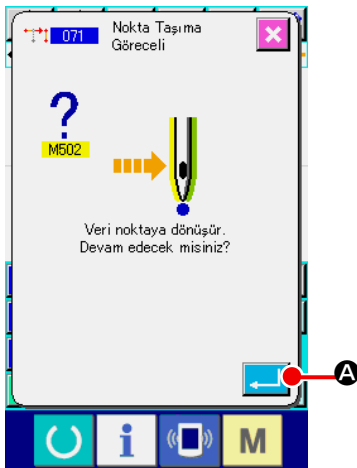 071 Nokta Taşıma
Göreceli
?
M502
Veri noktaya dönüşür.
Devam edecek misiniz?
A
i
M